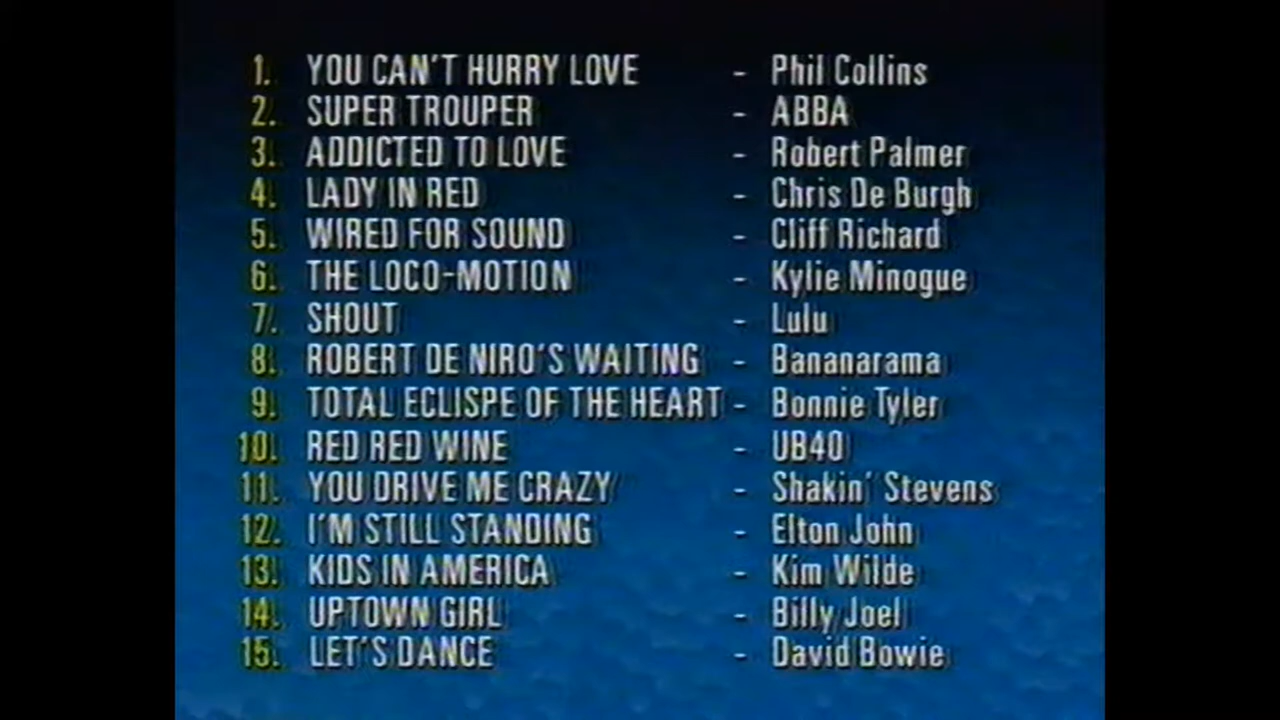 1. YOU CAN'T HURRY LOVE - Phil Collins
2. SUPER TROUPER - ABBA
3. ADDICTED TO LOVE - Robert Palmer
4. LADY IN RED - Chris De Burgh
5. WIRED FOR SOUND - Cliff Richard
6. THE LOCO-MOTION - Kylie Minogue
7. SHOUT - Lulu
8. ROBERT DE NIRO'S WAITING - Bananarama
9. TOTAL ECLISPE OF THE HEART - Bonnie Tyler
10. RED RED WINE - UB40
11. YOU DRIVE ME CRAZY - Shakin' Stevens
12. I'M STILL STANDING - Elton John
13. KIDS IN AMERICA - Kim Wilde
14. UPTOWN GIRL - Billy Joel
15. LET'S DANCE - David Bowie